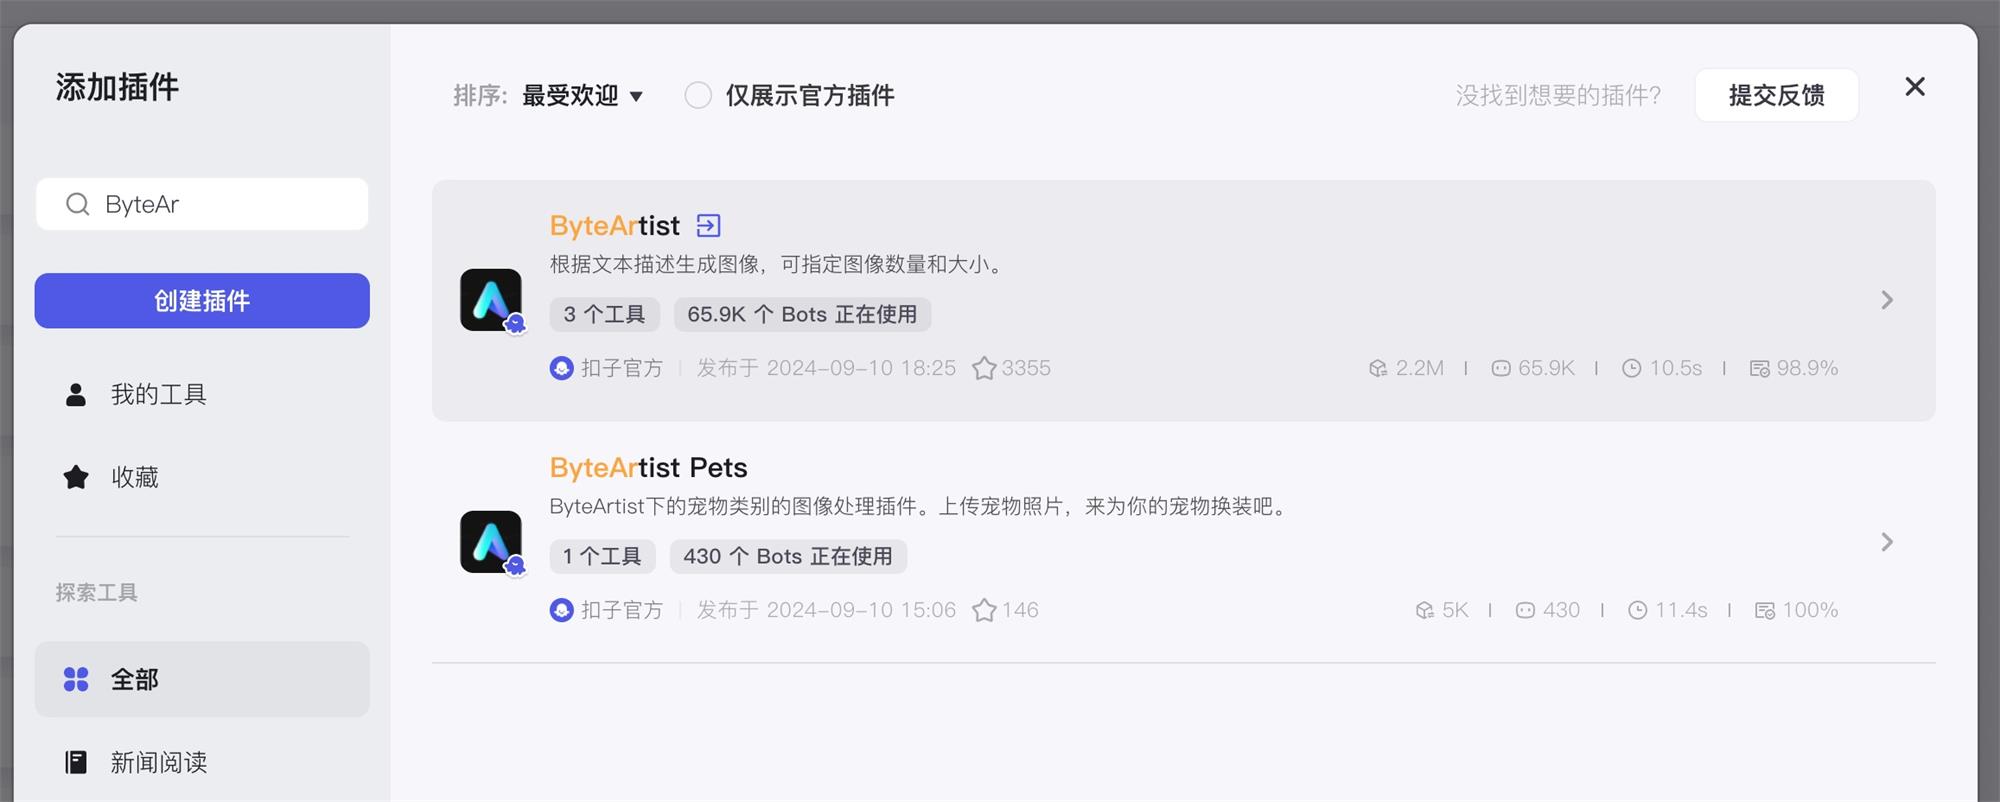 添加插件
ByteAr
创建插件
我的工具
收藏
探索工具
全部
新闻阅读
排序: 最受欢迎 仅展示官方插件 没找到想要的插件? 提交反馈
ByteArtist
根据文本描述生成图像，可指定图像数量和大小。
3 个工具 65.9K 个 Bots 正在使用
扣子官方 发布于 2024-09-10 18:25 3355 2.2M 65.9K 10.5s 98.9%
ByteArtist Pets
ByteArtist下的宠物类别的图像处理插件。上传宠物照片，来为你的宠物换装吧。
1 个工具 430 个 Bots 正在使用
扣子官方 发布于 2024-09-10 15:06 146 5K 430 11.4s 100%